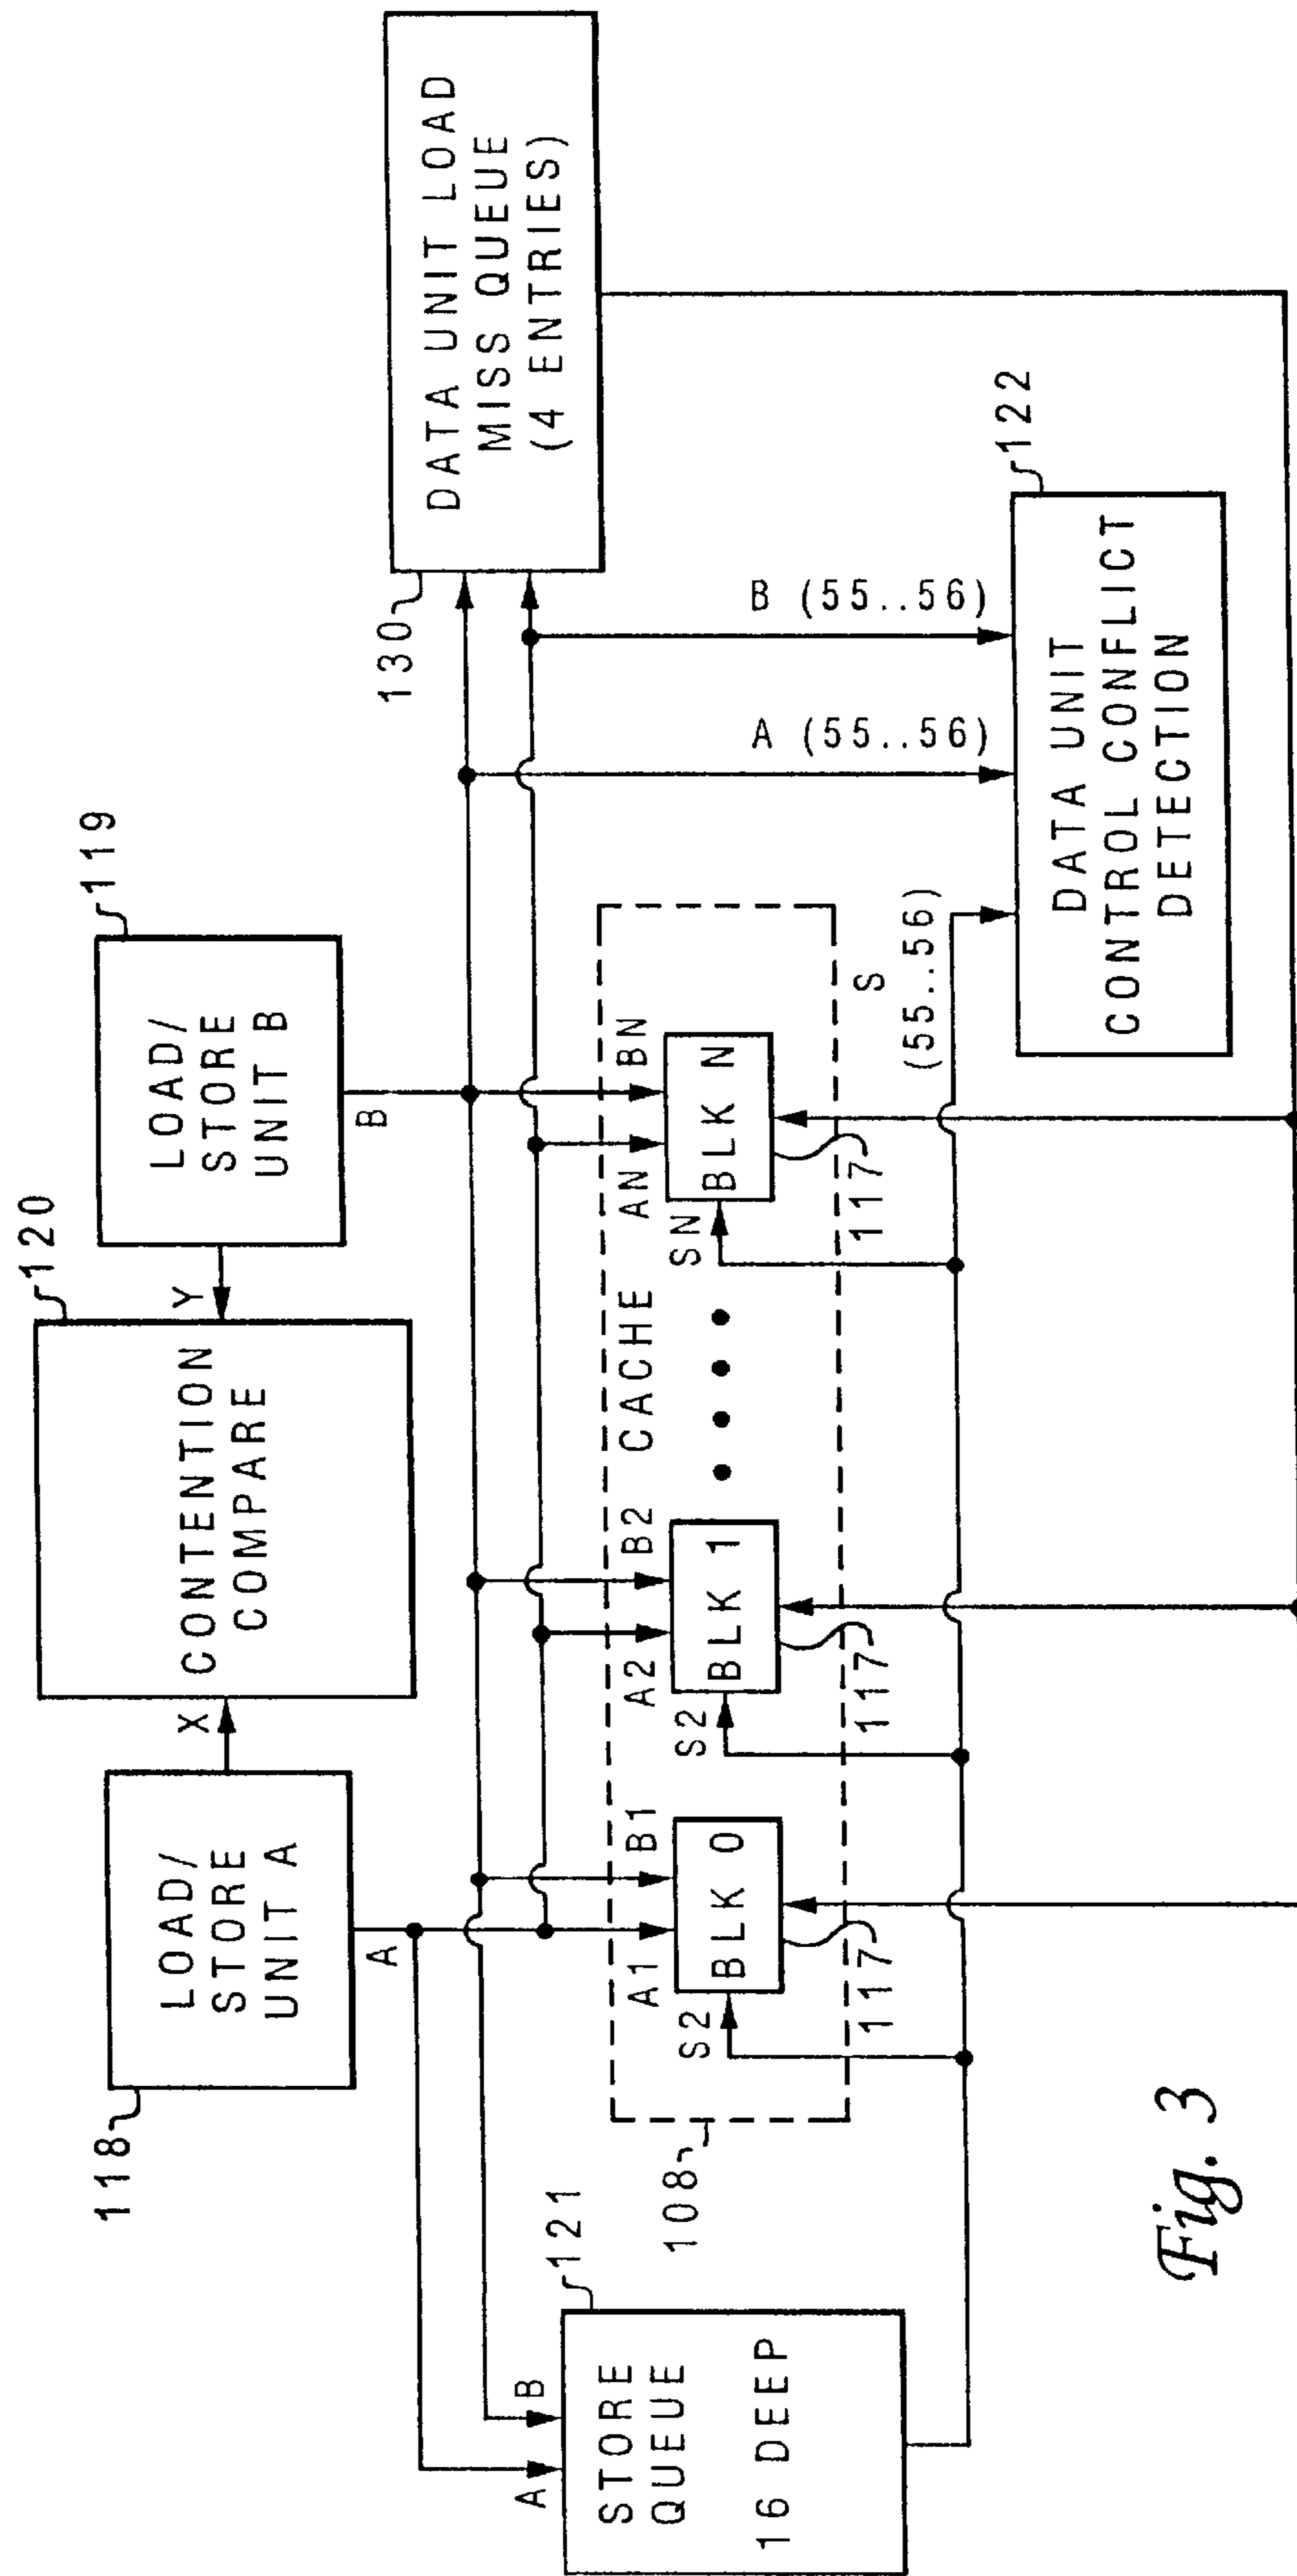 120
CONTENTION
COMPARE
X
Y
118
LOAD/
STORE
UNIT A
A
119
LOAD/
STORE
UNIT B
B
130
DATA UNIT LOAD
MISS QUEUE
(4 ENTRIES)
121
A
B
STORE
QUEUE
16 DEEP
108
CACHE
A1
B1
S2
BLK 0
117
A2
B2
S2
BLK 1
117
AN
BN
SN
BLK N
117
S
(55..56)
A (55..56)
B (55..56)
122
DATA UNIT
CONTROL CONFLICT
DETECTION
Fig. 3